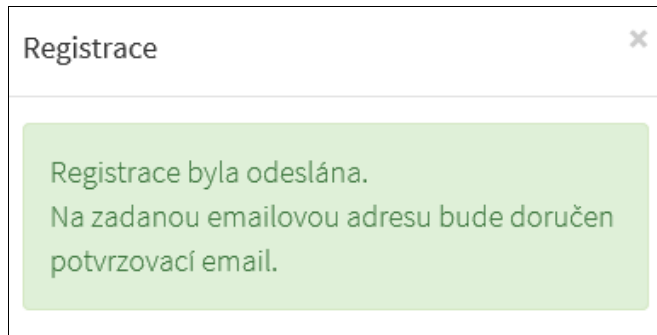 Registrace
Registrace byla odeslána.
Na zadanou emailovou adresu bude doručen
potvrzovací email.